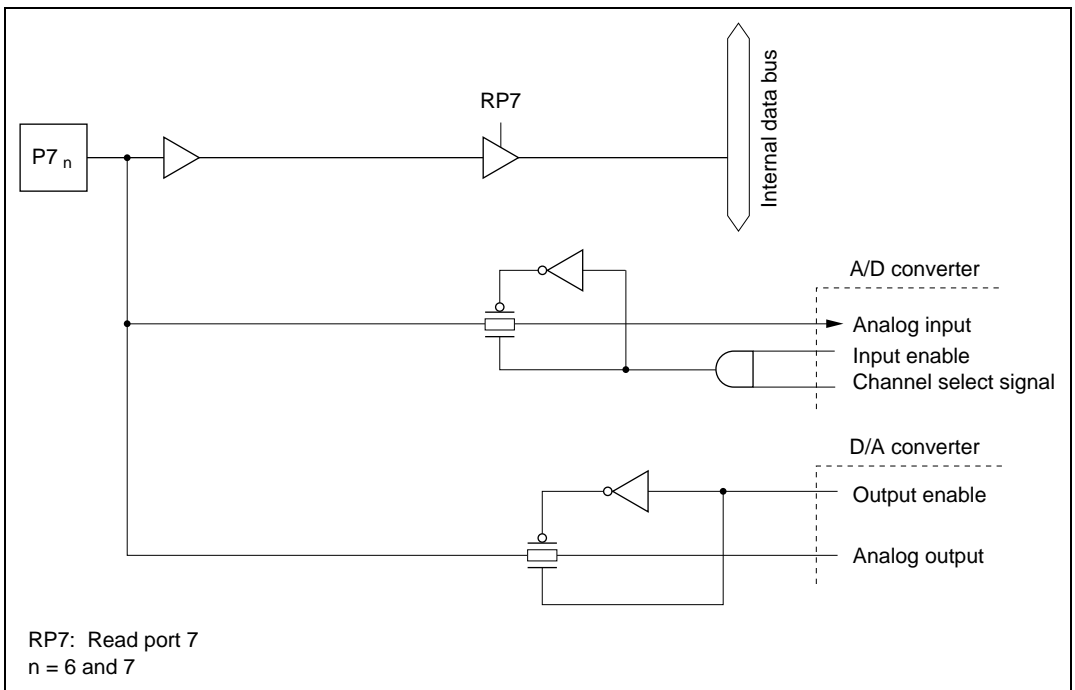 RP7
P7 n
Internal data bus
A/D converter
Analog input
Input enable
Channel select signal
D/A converter
Output enable
Analog output
RP7: Read port 7
n = 6 and 7